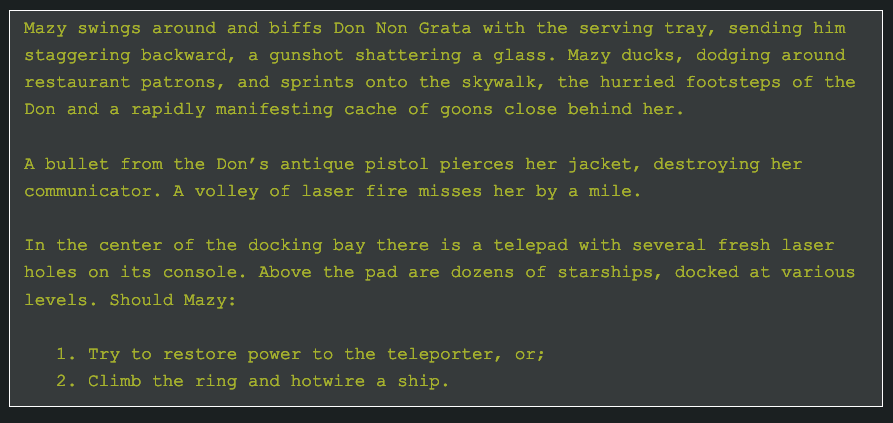 Mazy swings around and biffs Don Non Grata with the serving tray, sending him
staggering backward, a gunshot shattering a glass. Mazy ducks, dodging around
restaurant patrons, and sprints onto the skywalk, the hurried footsteps of the
Don and a rapidly manifesting cache of goons close behind her.
A bullet from the Don’s antique pistol pierces her jacket, destroying her
communicator. A volley of laser fire misses her by a mile.
In the center of the docking bay there is a telepad with several fresh laser
holes on its console. Above the pad are dozens of starships, docked at various
levels. Should Mazy:
1. Try to restore power to the teleporter, or;
2. Climb the ring and hotwire a ship.